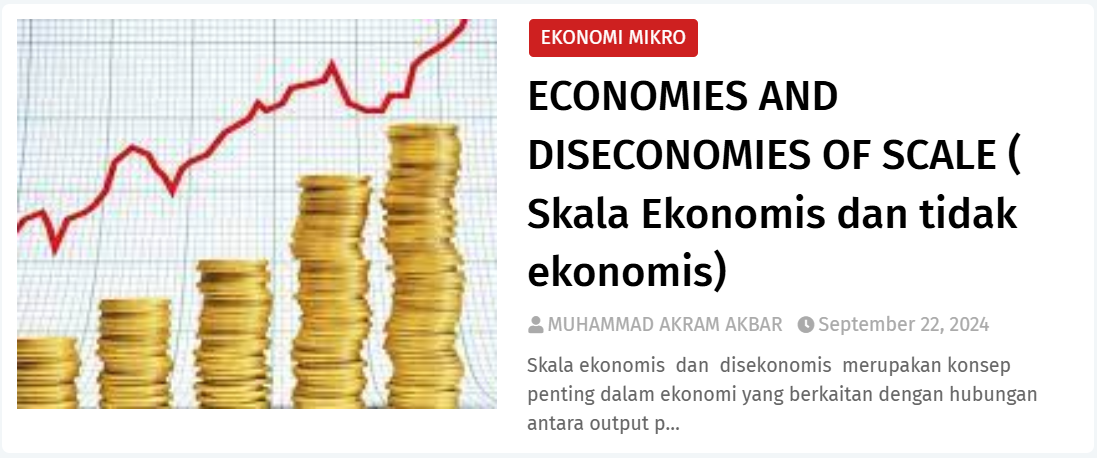 EKONOMI MIKRO
ECONOMIES AND
DISECONOMIES OF SCALE (
Skala Ekonomis dan tidak
ekonomis)
MUHAMMAD AKRAM AKBAR September 22, 2024
Skala ekonomis dan disekonomis merupakan konsep
penting dalam ekonomi yang berkaitan dengan hubungan
antara output p...